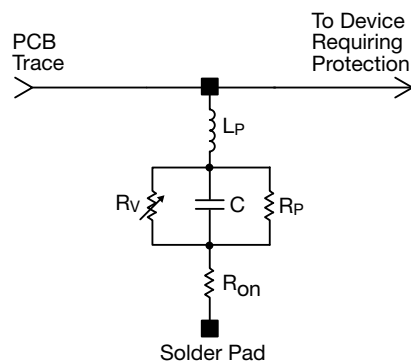 PCB
Trace
To Device
Requiring
Protection
LP
RV
C
RP
Ron
Solder Pad